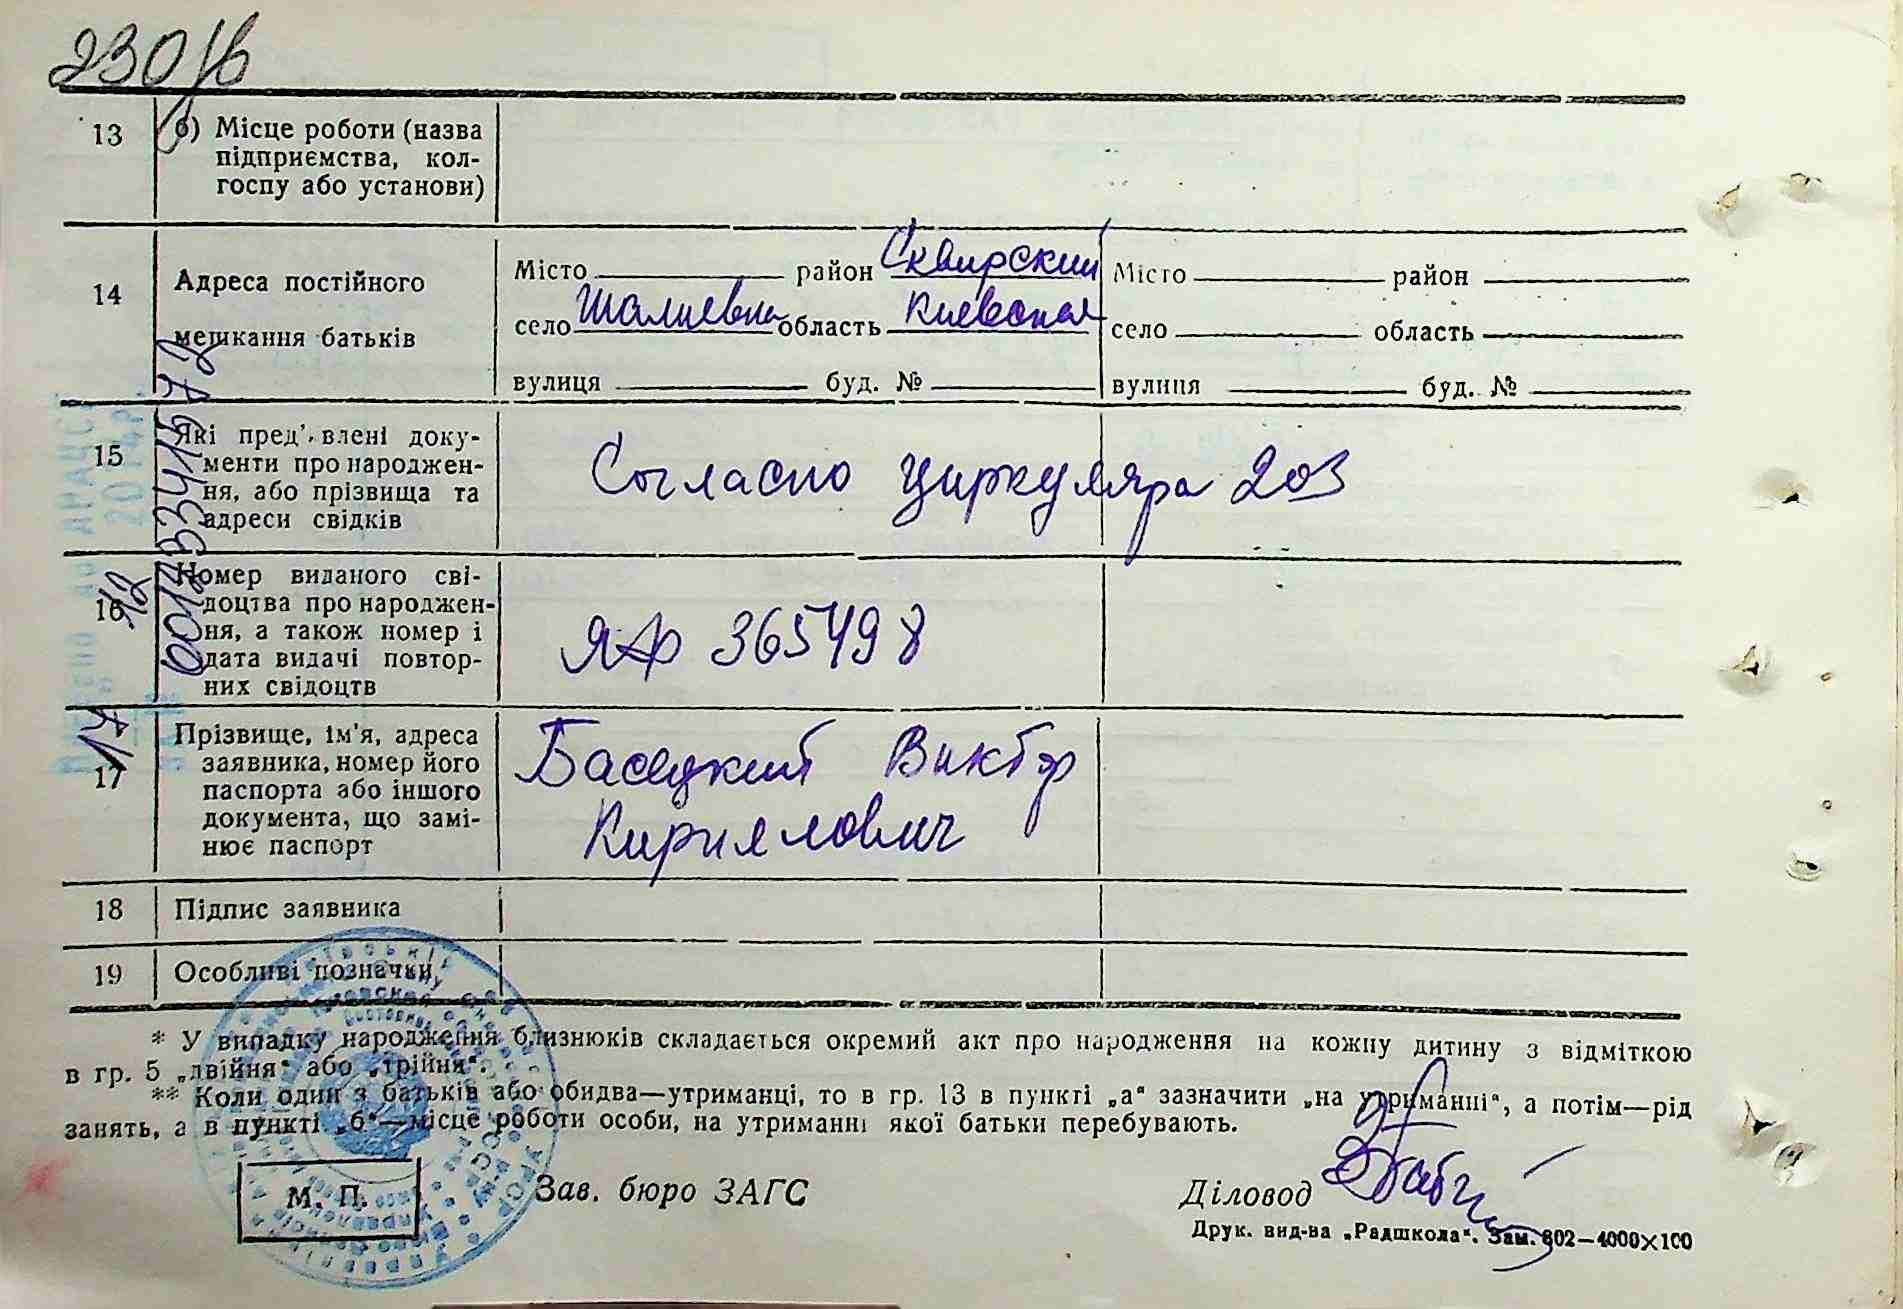 13 б) Місце роботи (назва
підприємства, кол-
госпу або установи)
14 Адреса постійного
мешкання батьків
Місто район Сквирский Місто район
село Шалиевка область Киевская село область
вулиця буд. № вулиця буд. №
15 Які пред'влені доку-
менти про народжен-
ня, або прізвища та
адреси свідків
Согласно циркуляра 203
16 Номер виданого сві-
доцтва про народжен-
ня, а також номер і
дата видачі повтор-
них свідоцтв
ЯФ 365498
17 Прізвище, ім'я, адреса
заявника, номер його
паспорта або іншого
документа, що замі-
нює паспорт
Басецкий Виктор
Кириллович
18 Підпис заявника
19 Особливі позначки
* У випадку народження близнюків складається окремий акт про народження на кожну дитину з відміткою
в гр. 5 „двійня“ або „трійня“.
** Коли один з батьків або обидва—утриманці, то в гр. 13 в пункті „а“ зазначити „на утриманні“, а потім—рід
занять, а в пункті „б“—місце роботи особи, на утриманні якої батьки перебувають.
М. П. Зав. бюро ЗАГС Діловод
Друк. вид-ва „Радшкола“. Зам. 802—4000×100